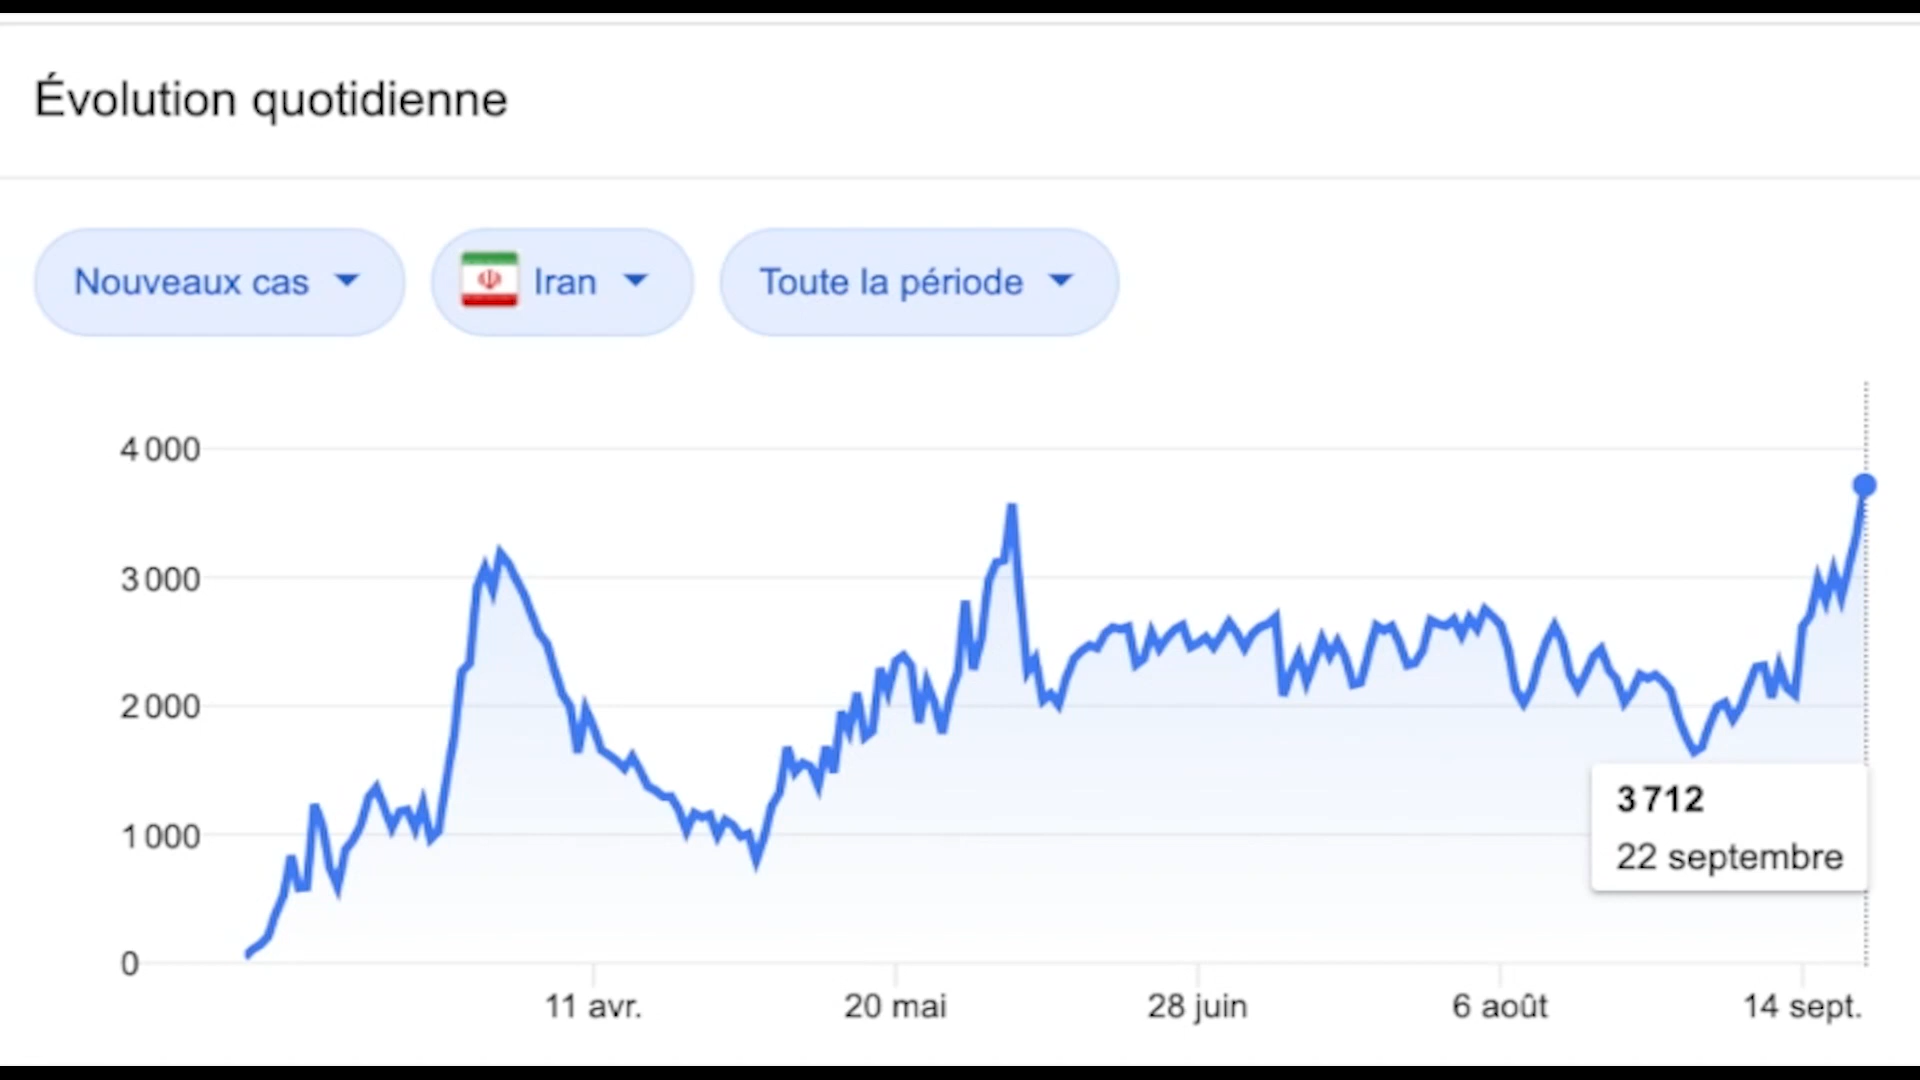 Évolution quotidienne
Nouveaux cas
Iran
Toute la période
4 000
3 000
2 000
1 000
0
3 712
22 septembre
11 avr.
20 mai
28 juin
6 août
14 sept.